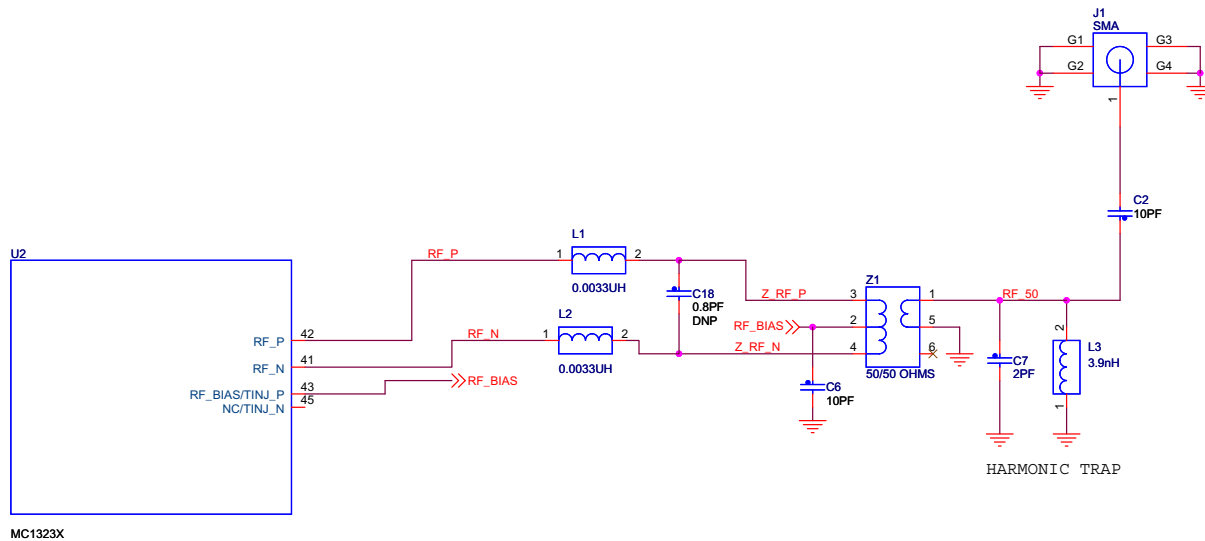 J1
SMA
G1
G2
G3
G4
1
C2
10PF
U2
RF_P
1
L1
2
0.0033UH
C18
0.8PF
DNP
Z_RF_P
Z1
3
1
RF_50
RF_BIAS
2
5
RF_N
1
L2
2
0.0033UH
Z_RF_N
4
6
50/50 OHMS
C6
10PF
C7
2PF
2
L3
3.9nH
1
RF_P
42
RF_N
41
RF_BIAS/TINJ_P
43
RF_BIAS
NC/TINJ_N
45
HARMONIC TRAP
MC1323X